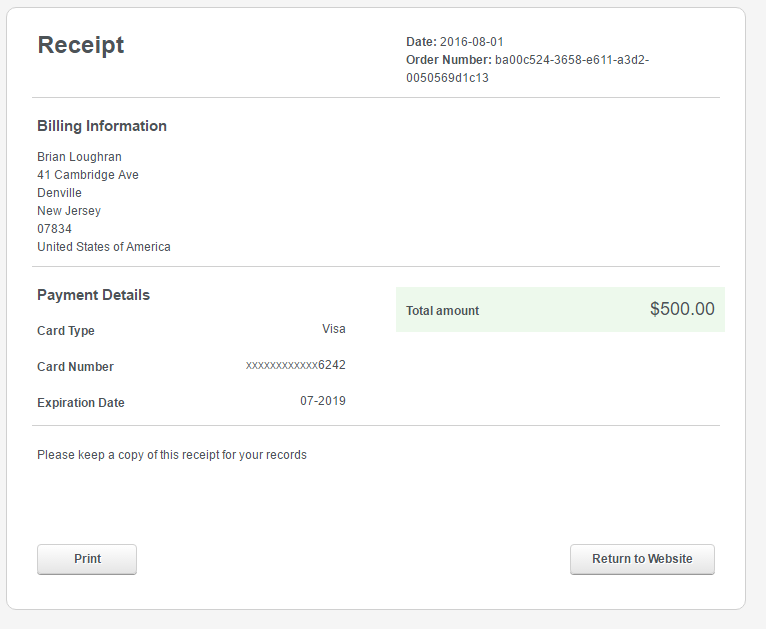 Receipt
Date: 2016-08-01
Order Number: ba00c524-3658-e611-a3d2-
0050569d1c13
Billing Information
Brian Loughran
41 Cambridge Ave
Denville
New Jersey
07834
United States of America
Payment Details
Total amount $500.00
Card Type Visa
Card Number xxxxxxxxxxxx6242
Expiration Date 07-2019
Please keep a copy of this receipt for your records
Print Return to Website